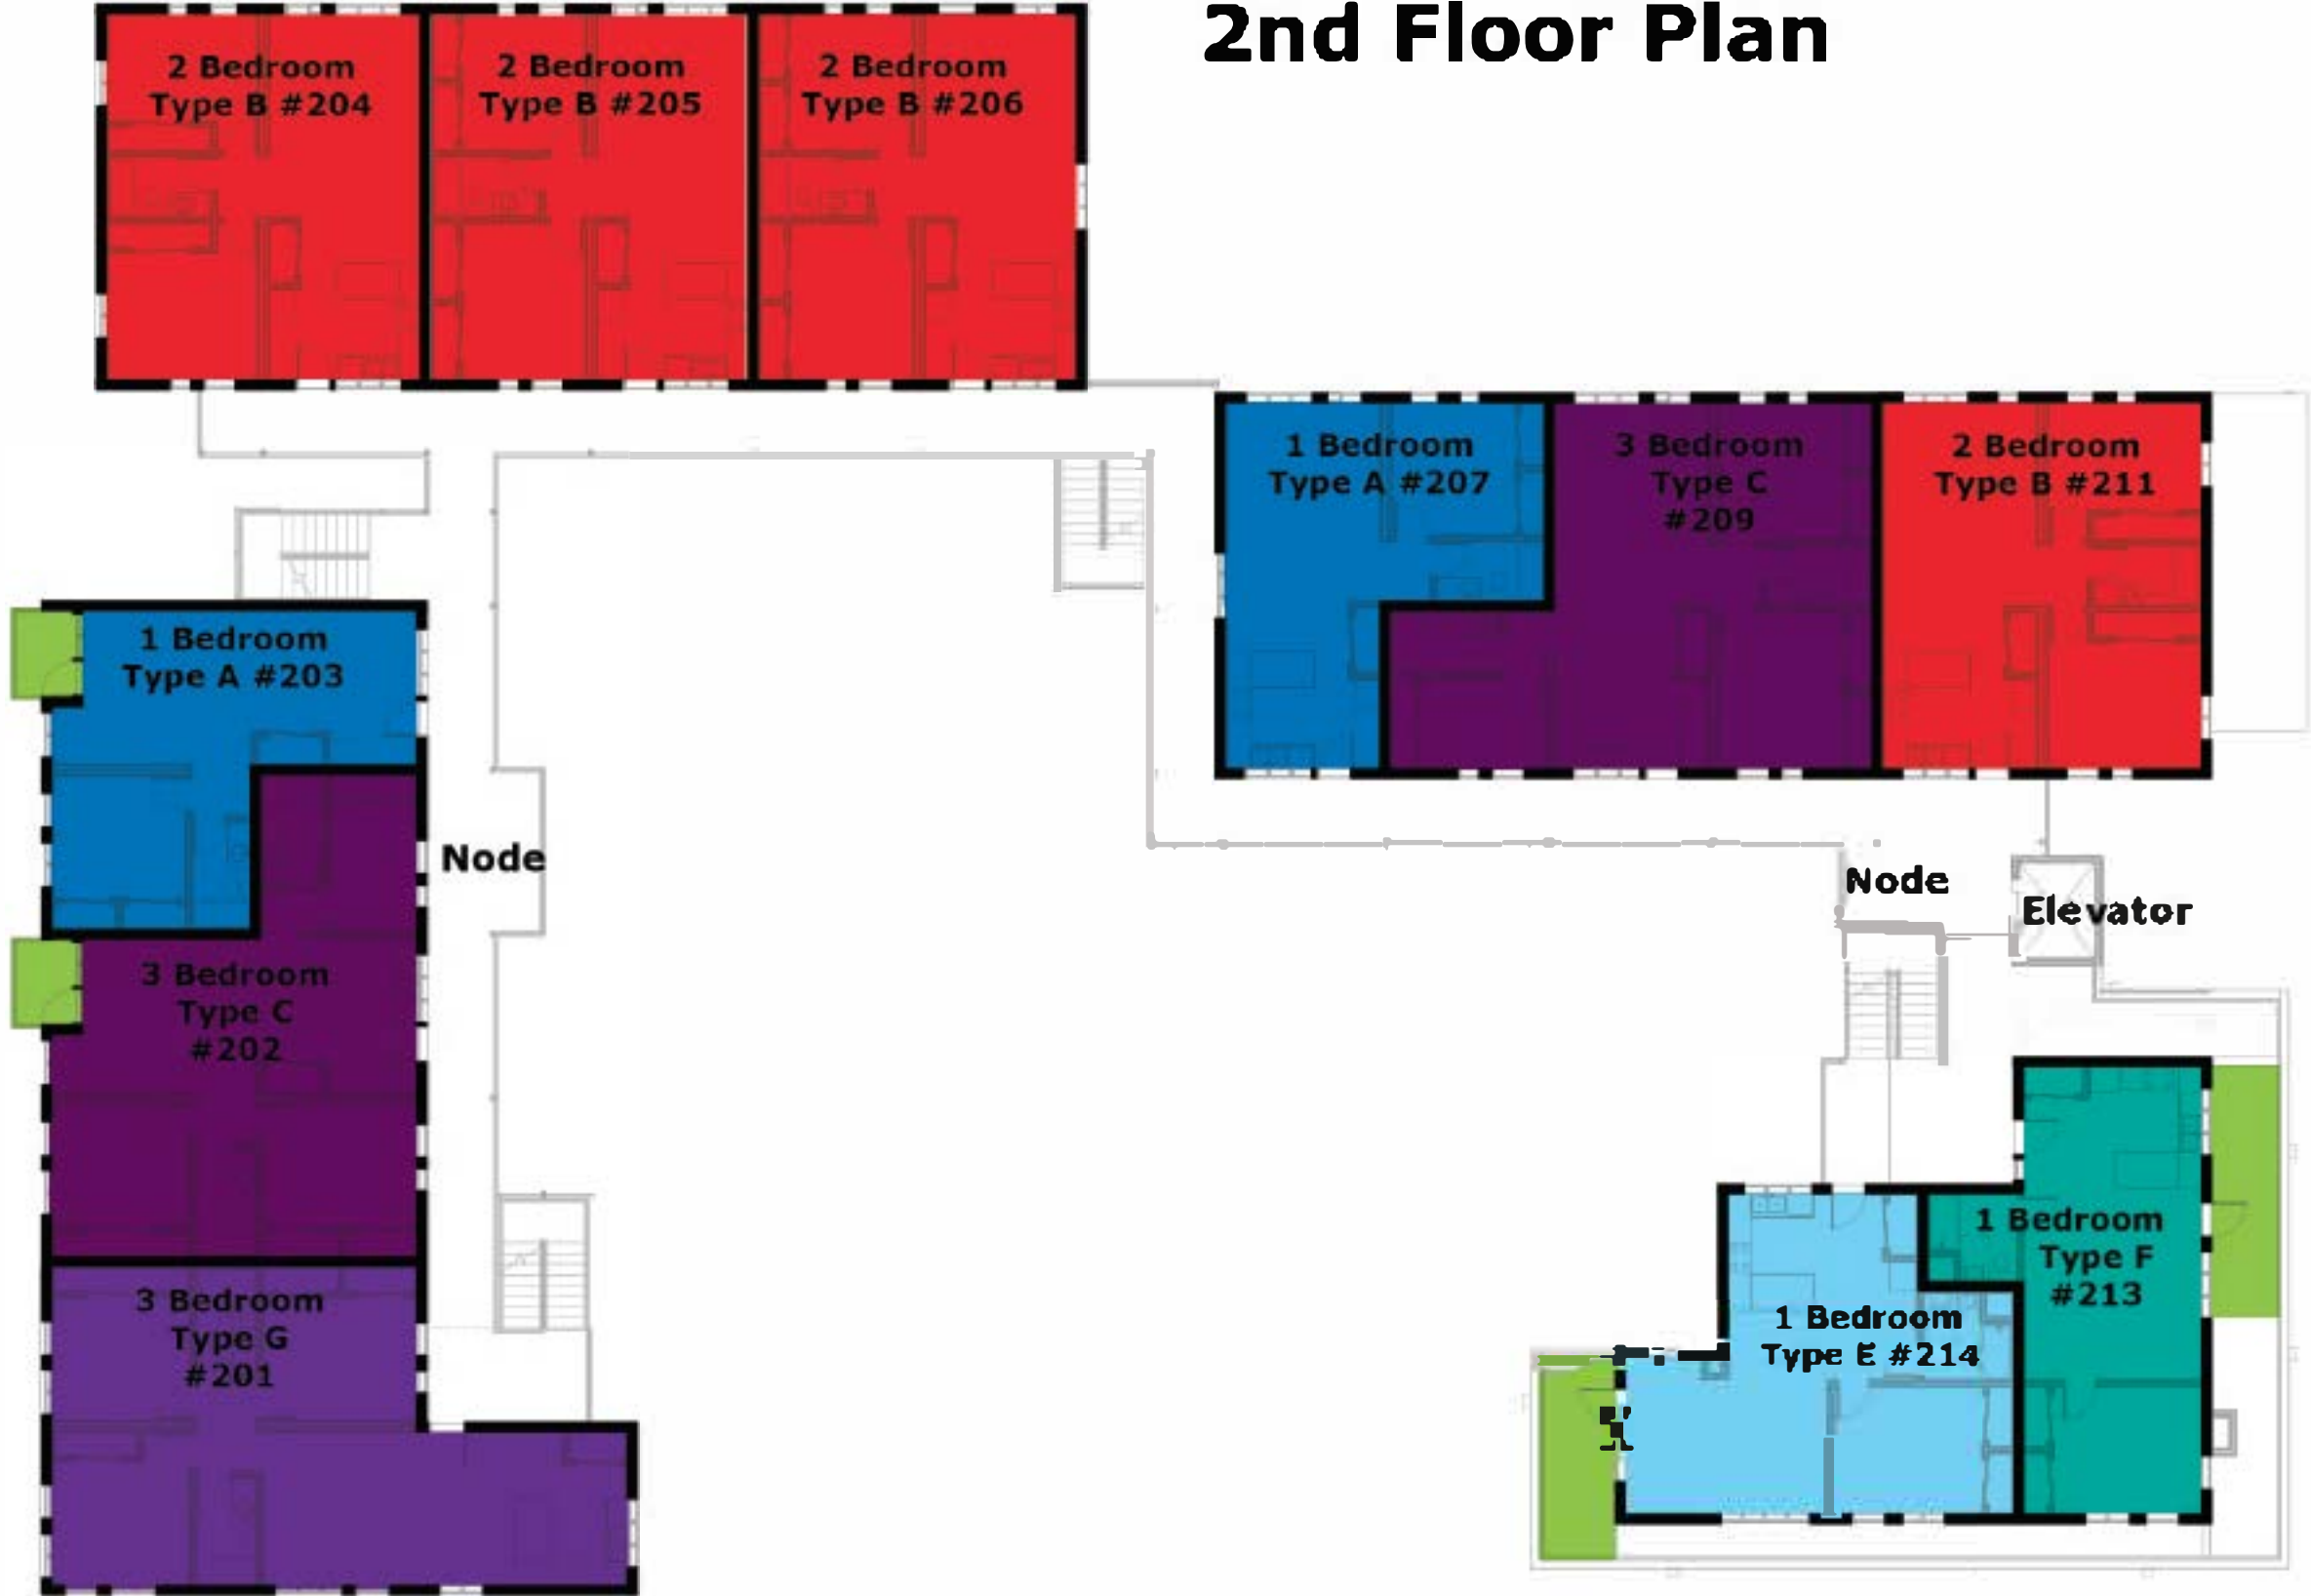 2nd Floor Plan
2 Bedroom
Type B #204
2 Bedroom
Type B #205
2 Bedroom
Type B #206
1 Bedroom
Type A #207
3 Bedroom
Type C
#209
2 Bedroom
Type B #211
1 Bedroom
Type A #203
Node
Node
Elevator
3 Bedroom
Type C
#202
1 Bedroom
Type F
#213
3 Bedroom
Type G
#201
1 Bedroom
Type E #214